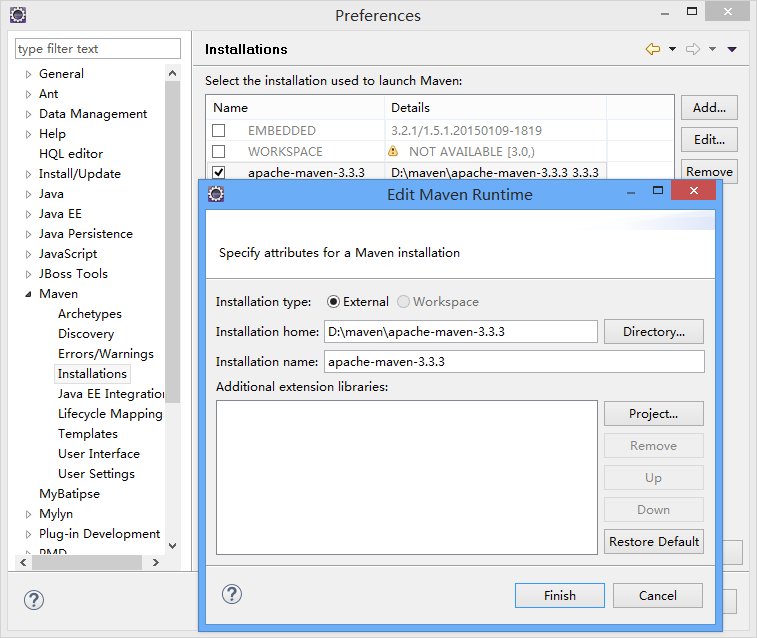 Preferences
type filter text
General
Ant
Data Management
Help
HQL editor
Install/Update
Java
Java EE
Java Persistence
JavaScript
JBoss Tools
Maven
Archetypes
Discovery
Errors/Warnings
Installations
Java EE Integration
Lifecycle Mapping
Templates
User Interface
User Settings
MyBatipse
Mylyn
Plug-in Development
PMD
Installations
Select the installation used to launch Maven:
Name Details
EMBEDDED 3.2.1/1.5.1.20150109-1819
WORKSPACE NOT AVAILABLE [3.0,)
apache-maven-3.3.3 D:\maven\apache-maven-3.3.3 3.3.3
Add...
Edit...
Remove
Edit Maven Runtime
Specify attributes for a Maven installation
Installation type: External Workspace
Installation home: D:\maven\apache-maven-3.3.3 Directory...
Installation name: apache-maven-3.3.3
Additional extension libraries:
Project...
Remove
Up
Down
Restore Default
Finish Cancel